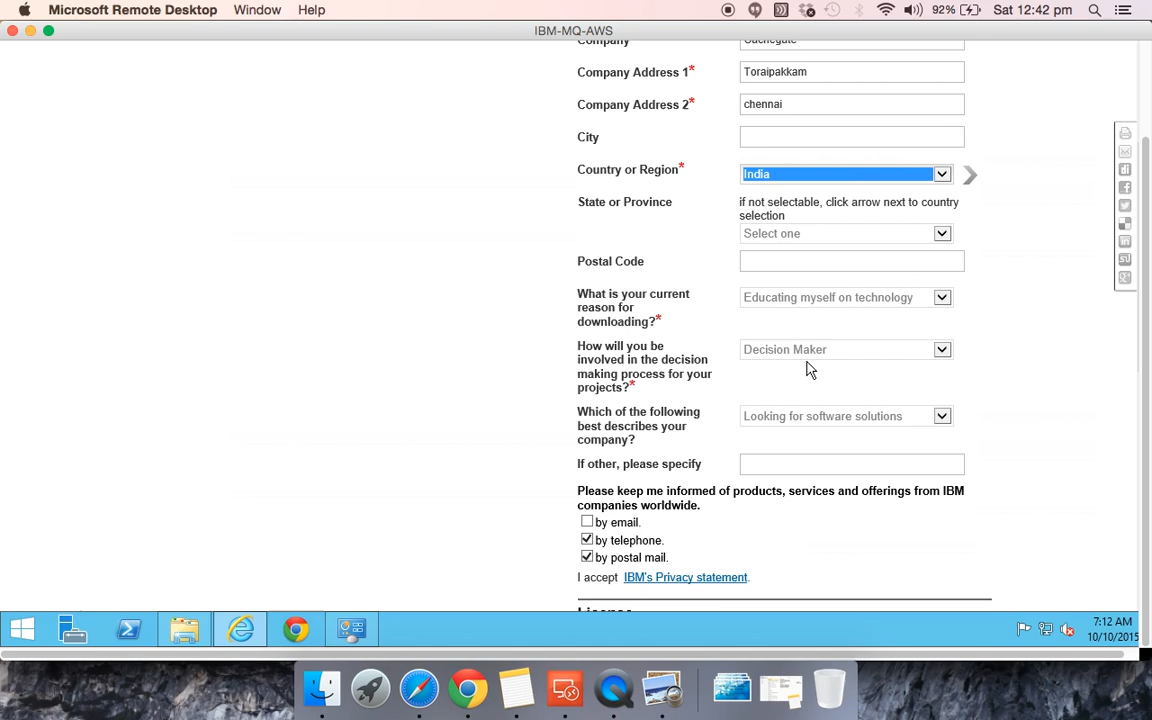 Microsoft Remote Desktop Window Help 92% Sat 12:42 pm
IBM-MQ-AWS
Company
Company Address 1* Toraipakkam
Company Address 2* chennai
City
Country or Region* India
State or Province if not selectable, click arrow next to country
selection
Select one
Postal Code
What is your current
reason for
downloading?*
Educating myself on technology
How will you be
involved in the decision
making process for your
projects?*
Decision Maker
Which of the following
best describes your
company?
Looking for software solutions
If other, please specify
Please keep me informed of products, services and offerings from IBM
companies worldwide.
by email.
by telephone.
by postal mail.
I accept IBM's Privacy statement.
License
7:12 AM
10/10/2015